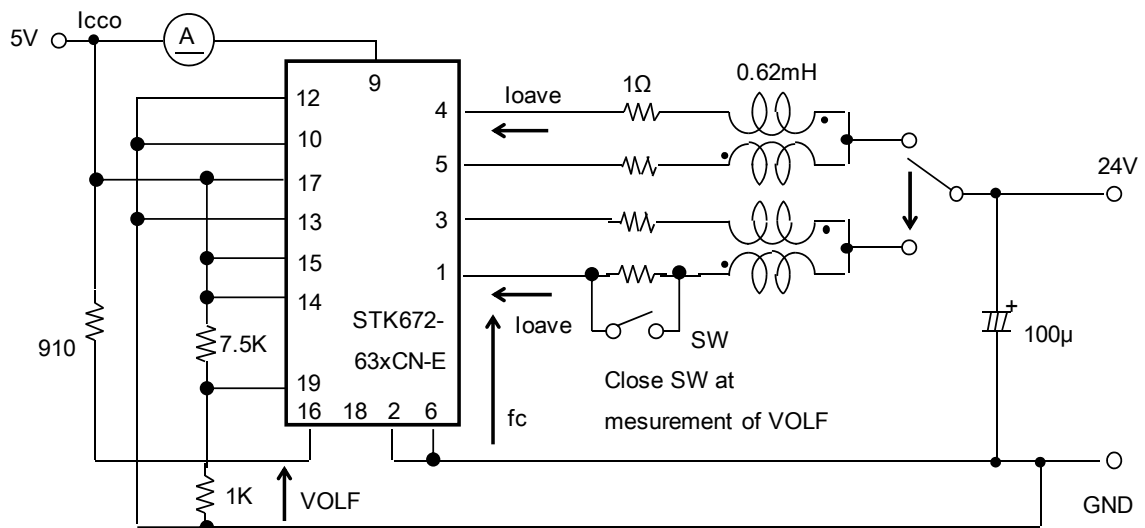 Icco
5V
A
9
12
10
17
13
15
14
19
16
18
2
6
4
5
3
1
STK672-
63xCN-E
Ioave
1Ω
0.62mH
24V
Ioave
SW
Close SW at
mesurement of VOLF
fc
910
7.5K
1K
VOLF
+
100μ
GND